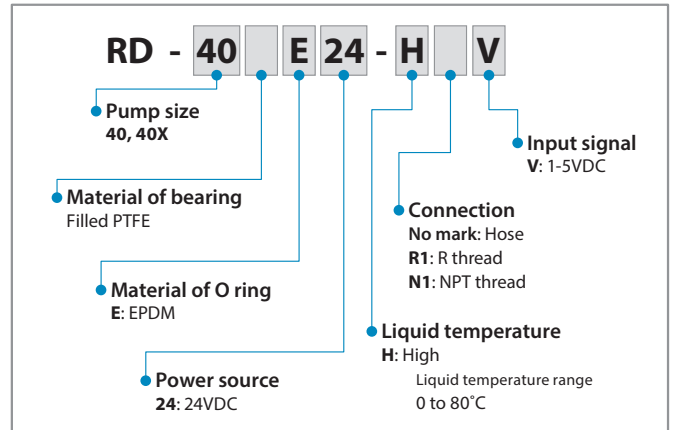 RD - 40 E 24 - H V
Pump size
40, 40X
Input signal
V: 1-5VDC
Material of bearing
Filled PTFE
Connection
No mark: Hose
R1: R thread
N1: NPT thread
Material of O ring
E: EPDM
Liquid temperature
H: High
Liquid temperature range
0 to 80˚C
Power source
24: 24VDC